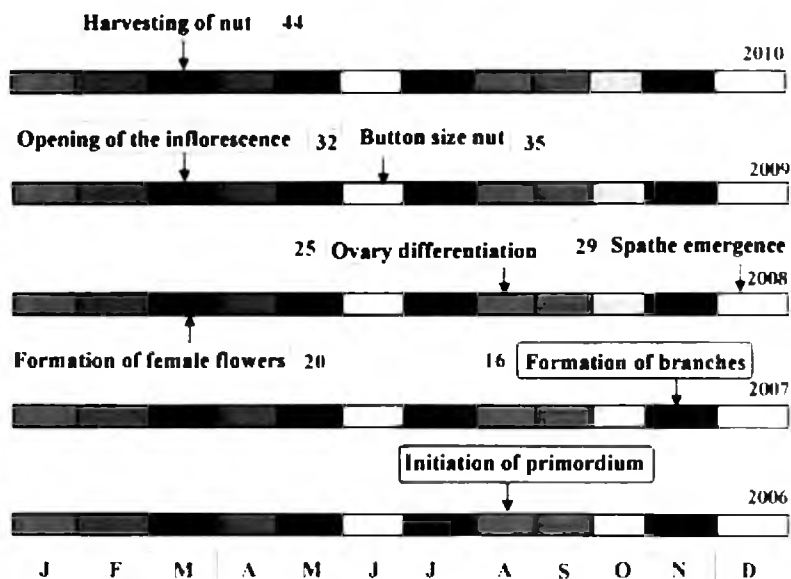 Harvesting of nut 44
2010
Opening of the inflorescence 32 Button size nut 35
2009
25 Ovary differentiation 29 Spathe emergence
2008
Formation of female flowers 20 16 Formation of branches
2007
Initiation of primordium
2006
J F M A M J J A S O N D